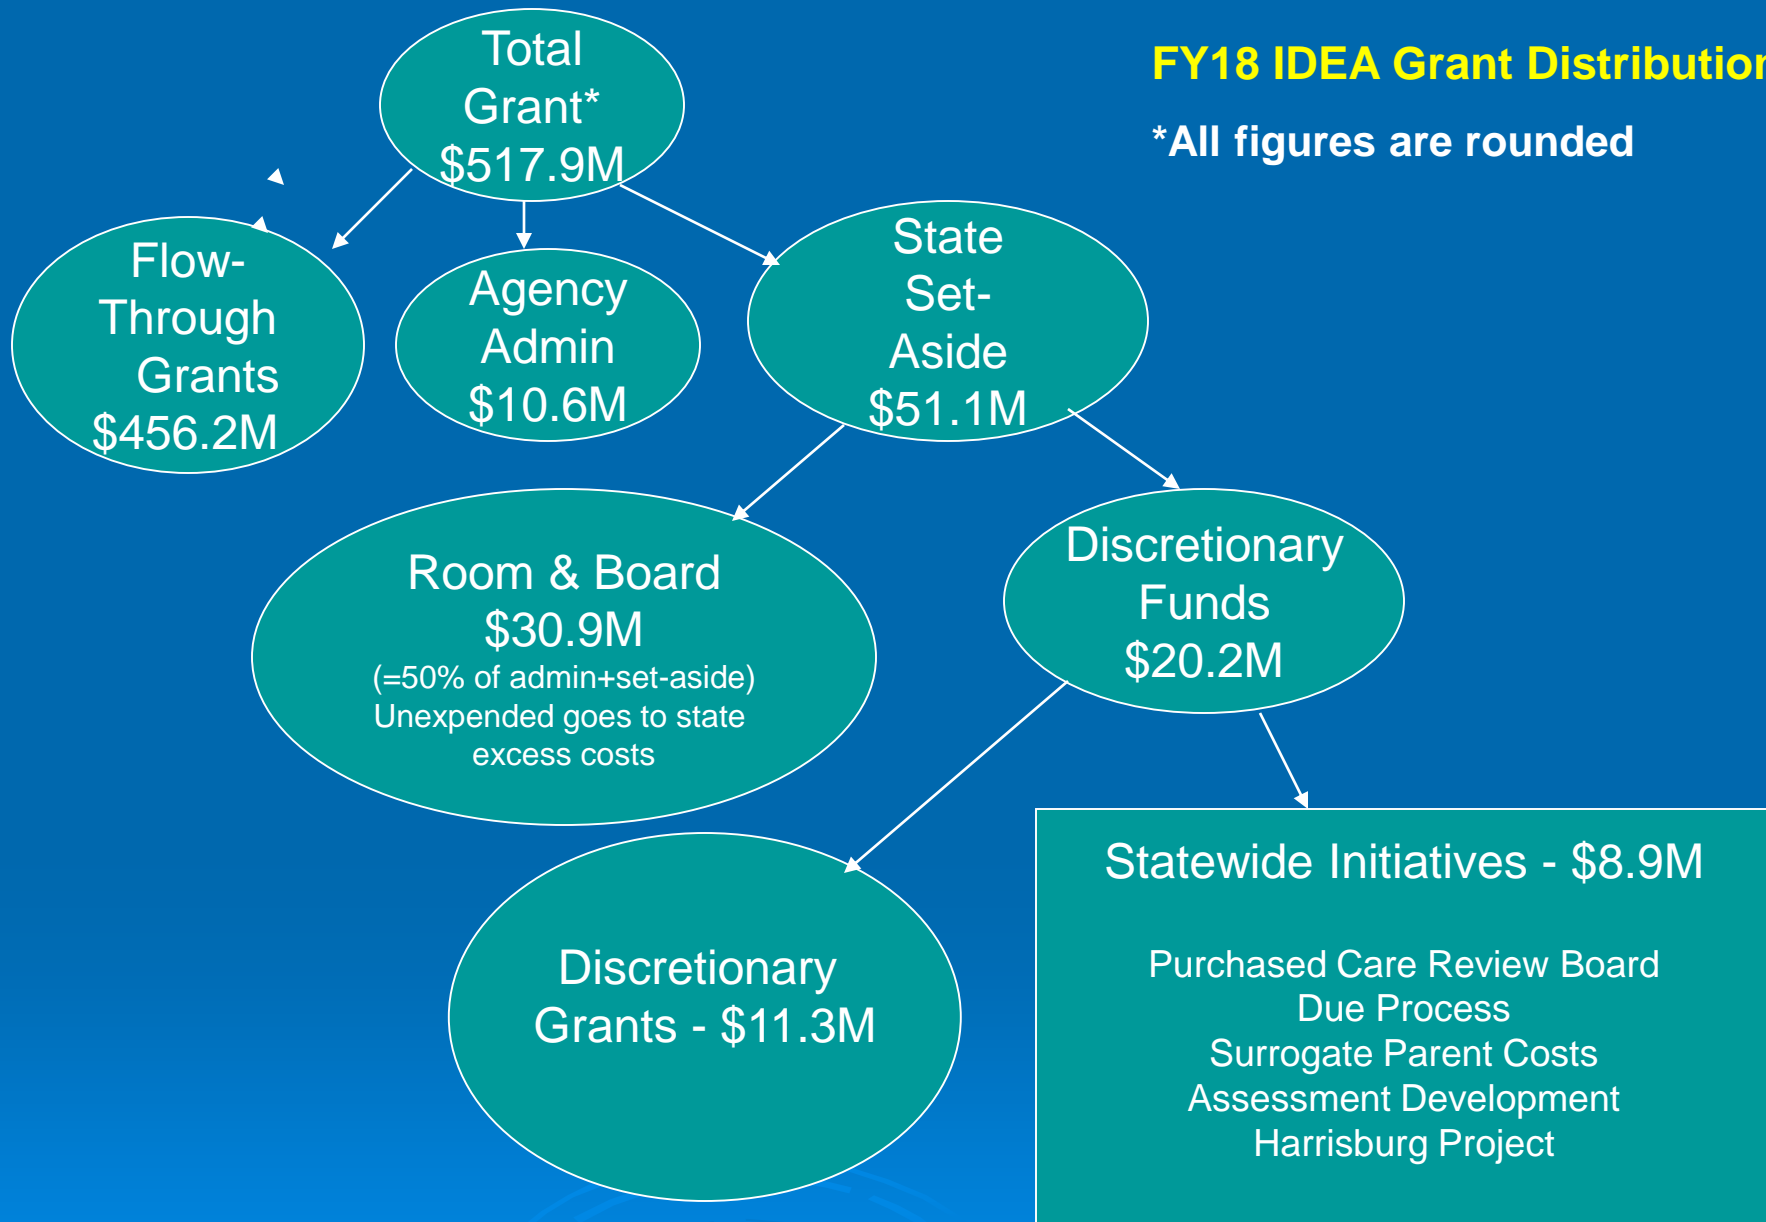 FY18 IDEA Grant Distribution
*All figures are rounded
Total
Grant*
$517.9M
Flow-
Through
Grants
$456.2M
Agency
Admin
$10.6M
State
Set-
Aside
$51.1M
Room & Board
$30.9M
(=50% of admin+set-aside)
Unexpended goes to state
excess costs
Discretionary
Funds
$20.2M
Discretionary
Grants - $11.3M
Statewide Initiatives - $8.9M
Purchased Care Review Board
Due Process
Surrogate Parent Costs
Assessment Development
Harrisburg Project